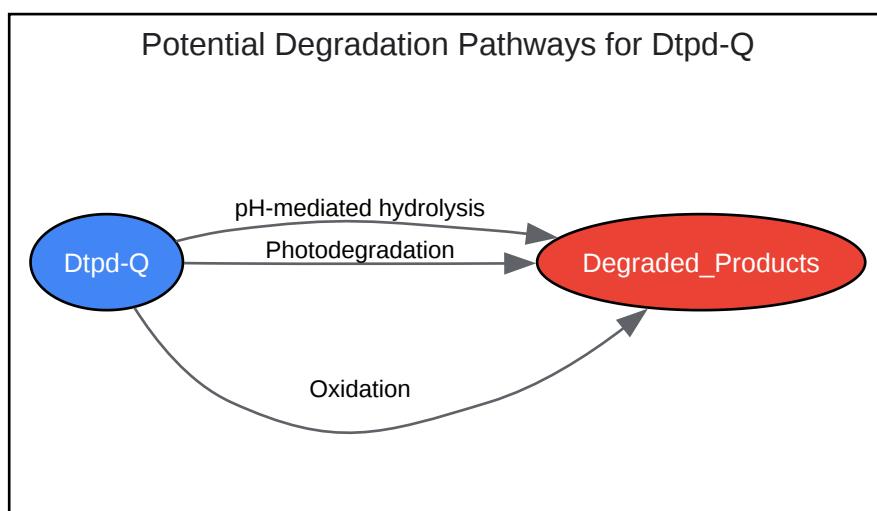 Potential Degradation Pathways for Dtpd-Q
pH-mediated hydrolysis
Photodegradation
Dtpd-Q
Degraded_Products
Oxidation